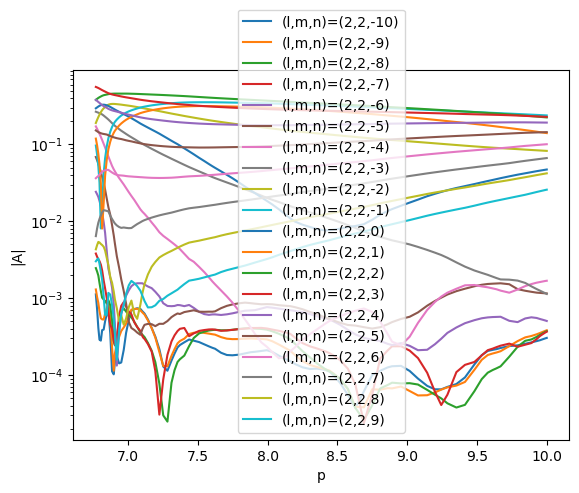 (l,m,n)=(2,2,-10)
(l,m,n)=(2,2,-9)
(l,m,n)=(2,2,-8)
(l,m,n)=(2,2,-7)
(l,m,n)=(2,2,-6)
(l,m,n)=(2,2,-5)
(l,m,n)=(2,2,-4)
(l,m,n)=(2,2,-3)
(l,m,n)=(2,2,-2)
(l,m,n)=(2,2,-1)
(l,m,n)=(2,2,0)
(l,m,n)=(2,2,1)
(l,m,n)=(2,2,2)
(l,m,n)=(2,2,3)
(l,m,n)=(2,2,4)
(l,m,n)=(2,2,5)
(l,m,n)=(2,2,6)
(l,m,n)=(2,2,7)
(l,m,n)=(2,2,8)
(l,m,n)=(2,2,9)
|A|
10⁻¹
10⁻²
10⁻³
10⁻⁴
7.0 7.5 8.0 8.5 9.0 9.5 10.0
p